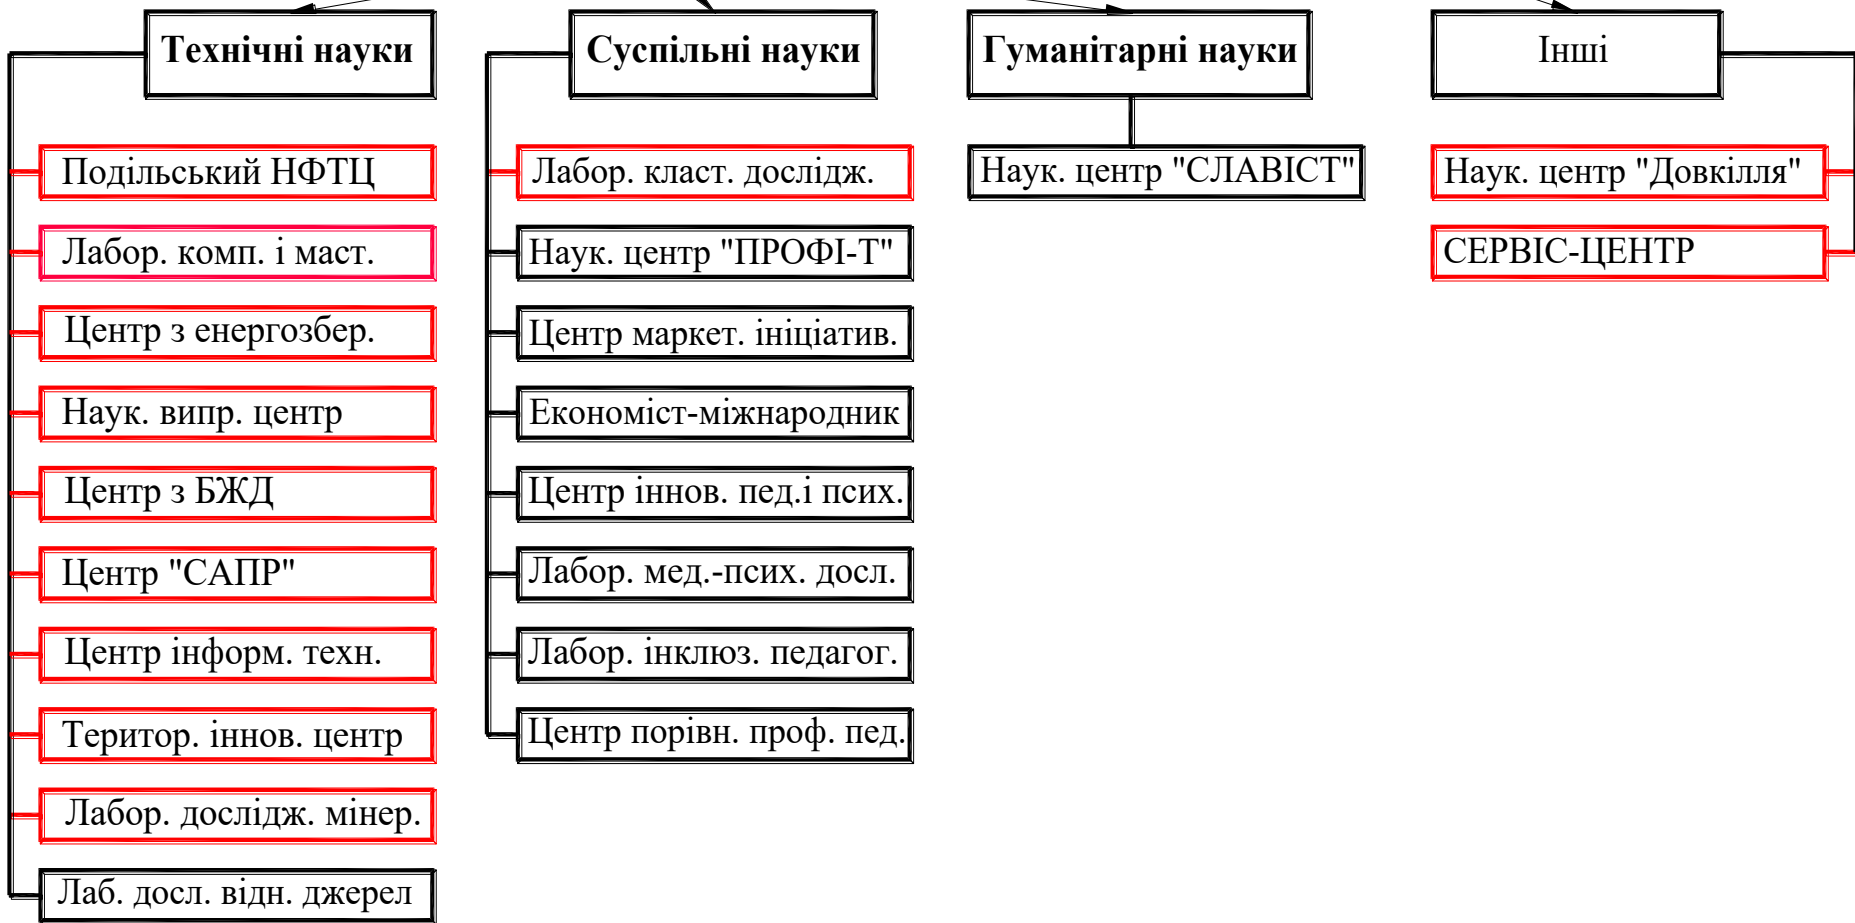 Технічні науки
Подільський НФТЦ
Лабор. комп. і маст.
Центр з енергозбер.
Наук. випр. центр
Центр з БЖД
Центр "САПР"
Центр інформ. техн.
Територ. іннов. центр
Лабор. дослідж. мінер.
Лаб. досл. відн. джерел
Суспільні науки
Лабор. класт. дослідж.
Наук. центр "ПРОФІ-Т"
Центр маркет. ініціатив.
Економіст-міжнародник
Центр іннов. пед.і псих.
Лабор. мед.-псих. досл.
Лабор. інклюз. педагог.
Центр порівн. проф. пед.
Гуманітарні науки
Наук. центр "СЛАВІСТ"
Інші
Наук. центр "Довкілля"
СЕРВІС-ЦЕНТР